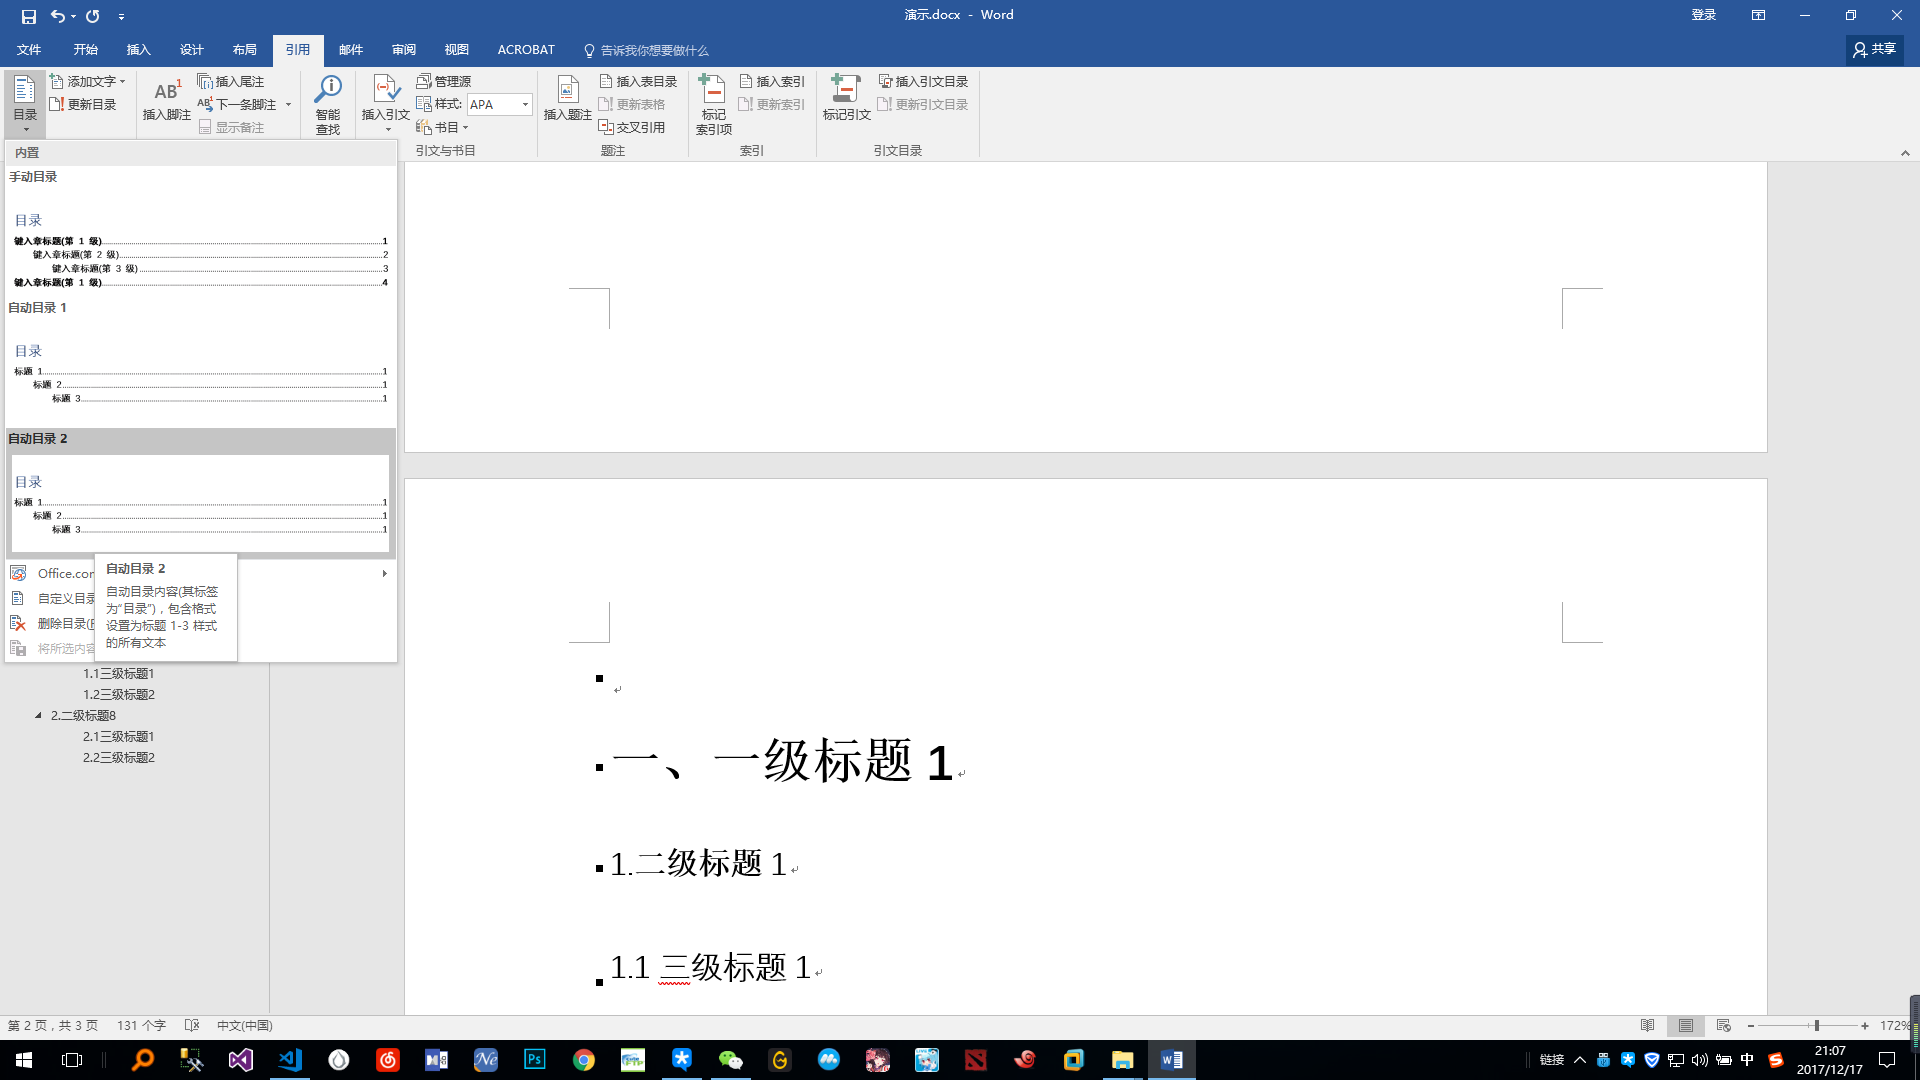 演示.docx - Word
登录
文件 开始 插入 设计 布局 引用 邮件 审阅 视图 ACROBAT 告诉我你想要做什么
共享
目录
添加文字
更新目录
AB1
插入脚注
插入尾注
下一条脚注
显示备注
智能
查找
插入引文
管理源
样式: APA
书目
引文与书目
插入题注
插入表目录
更新表格
交叉引用
题注
标记
索引项
插入索引
更新索引
索引
标记引文
插入引文目录
更新引文目录
引文目录
内置
手动目录
目录
键入章标题(第 1 级)1
键入章标题(第 2 级)2
键入章标题(第 3 级)3
键入章标题(第 1 级)4
自动目录 1
目录
标题 1 1
标题 2 1
标题 3 1
自动目录 2
目录
标题 1 1
标题 2 1
标题 3 1
Office.com
自定义目录
删除目录(R
将所选内容
自动目录 2
自动目录内容(其标签
为“目录”)，包含格式
设置为标题 1-3 样式
的所有文本
1.1三级标题1
1.2三级标题2
2.二级标题8
2.1三级标题1
2.2三级标题2
一、一级标题 1
1.二级标题 1
1.1 三级标题 1
第 2 页，共 3 页 131 个字 中文(中国)
172%
链接
中
21:07
2017/12/17